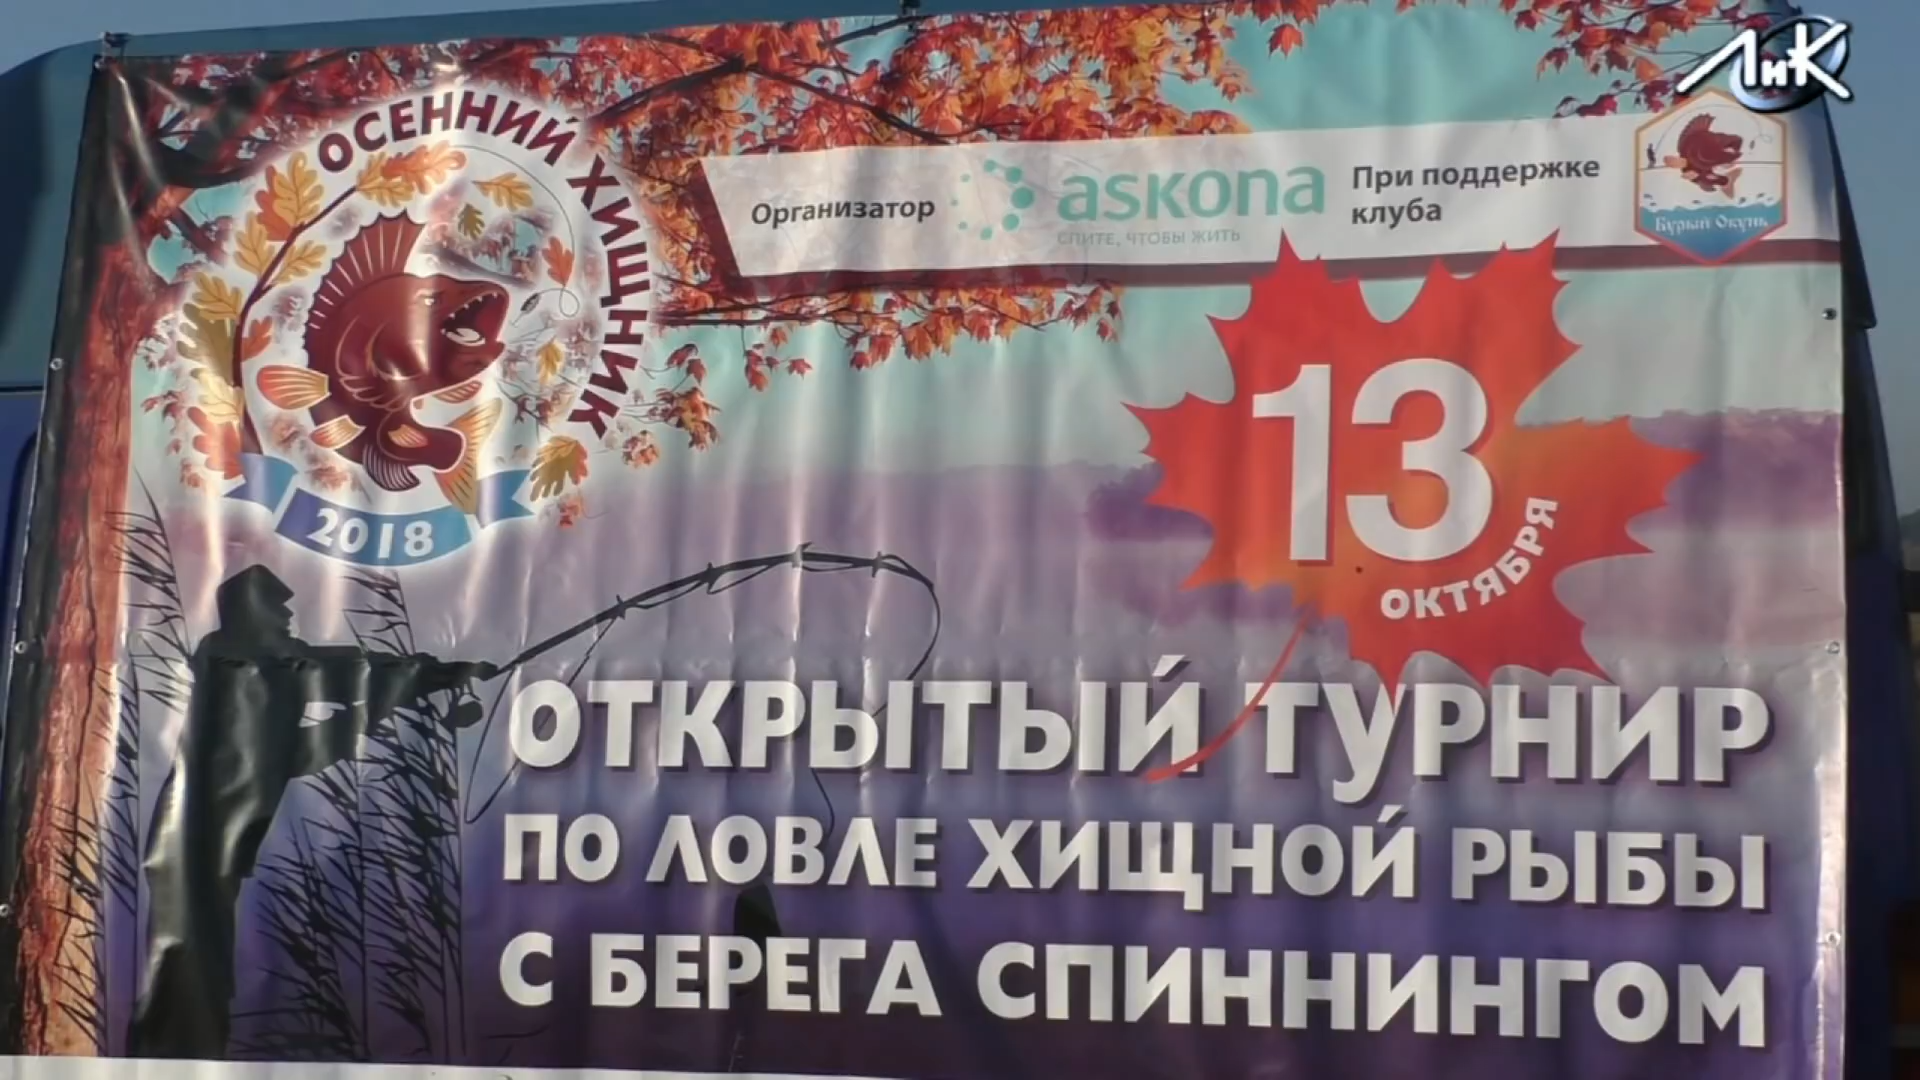 ЛиК
ОСЕННИЙ ХИЩНИК
2018
Организатор
askona
СПИТЕ, ЧТОБЫ ЖИТЬ
При поддержке
клуба
Бурый Окунь
13
ОКТЯБРЯ
ОТКРЫТЫЙ ТУРНИР
ПО ЛОВЛЕ ХИЩНОЙ РЫБЫ
С БЕРЕГА СПИННИНГОМ